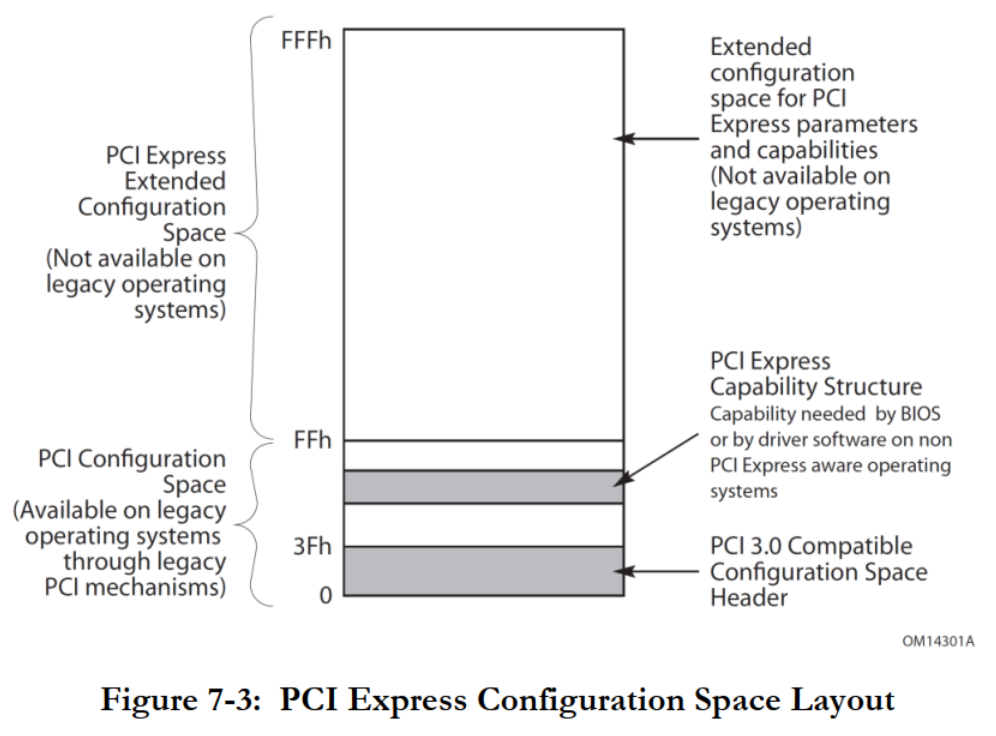 FFFh
PCI Express
Extended
Configuration
Space
(Not available on
legacy operating
systems)
Extended
configuration
space for PCI
Express parameters
and capabilities
(Not available on
legacy operating
systems)
FFh
PCI Configuration
Space
(Available on legacy
operating systems
through legacy
PCI mechanisms)
PCI Express
Capability Structure
Capability needed by BIOS
or by driver software on non
PCI Express aware operating
systems
3Fh
0
PCI 3.0 Compatible
Configuration Space
Header
OM14301A
Figure 7-3: PCI Express Configuration Space Layout